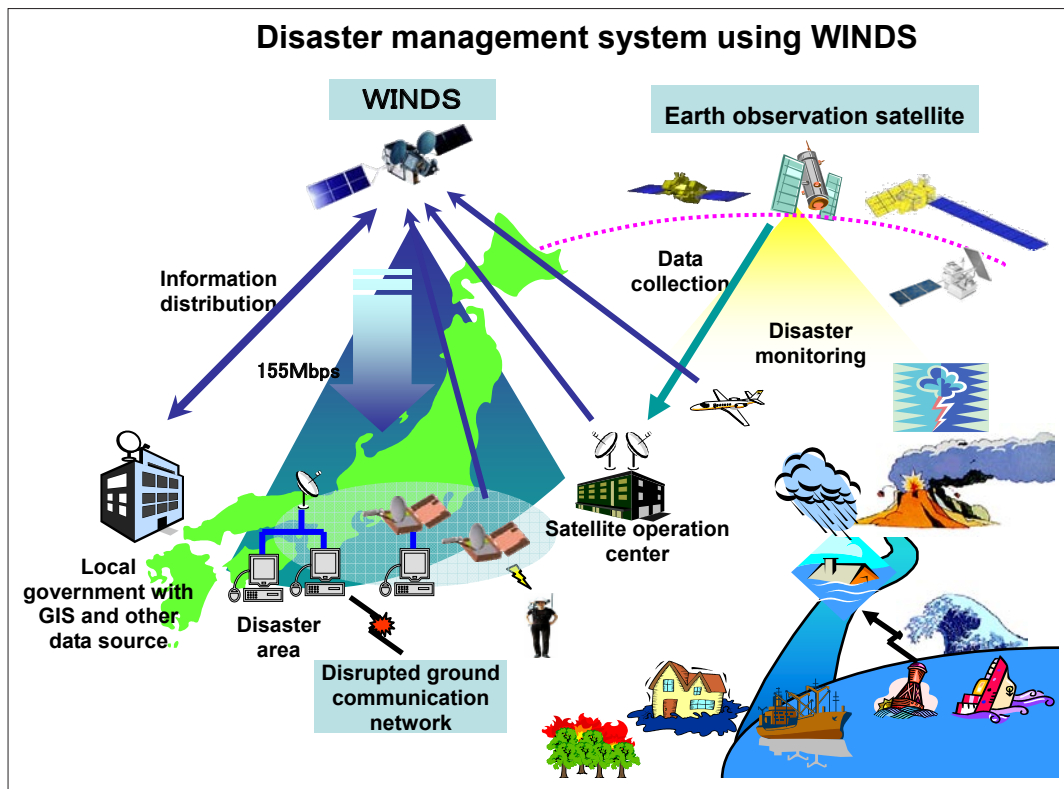 Disaster management system using WINDS
WINDS
Earth observation satellite
Information
distribution
Data
collection
Disaster
monitoring
155Mbps
Satellite operation
center
Local
government with
GIS and other
data source
Disaster
area
Disrupted ground
communication
network